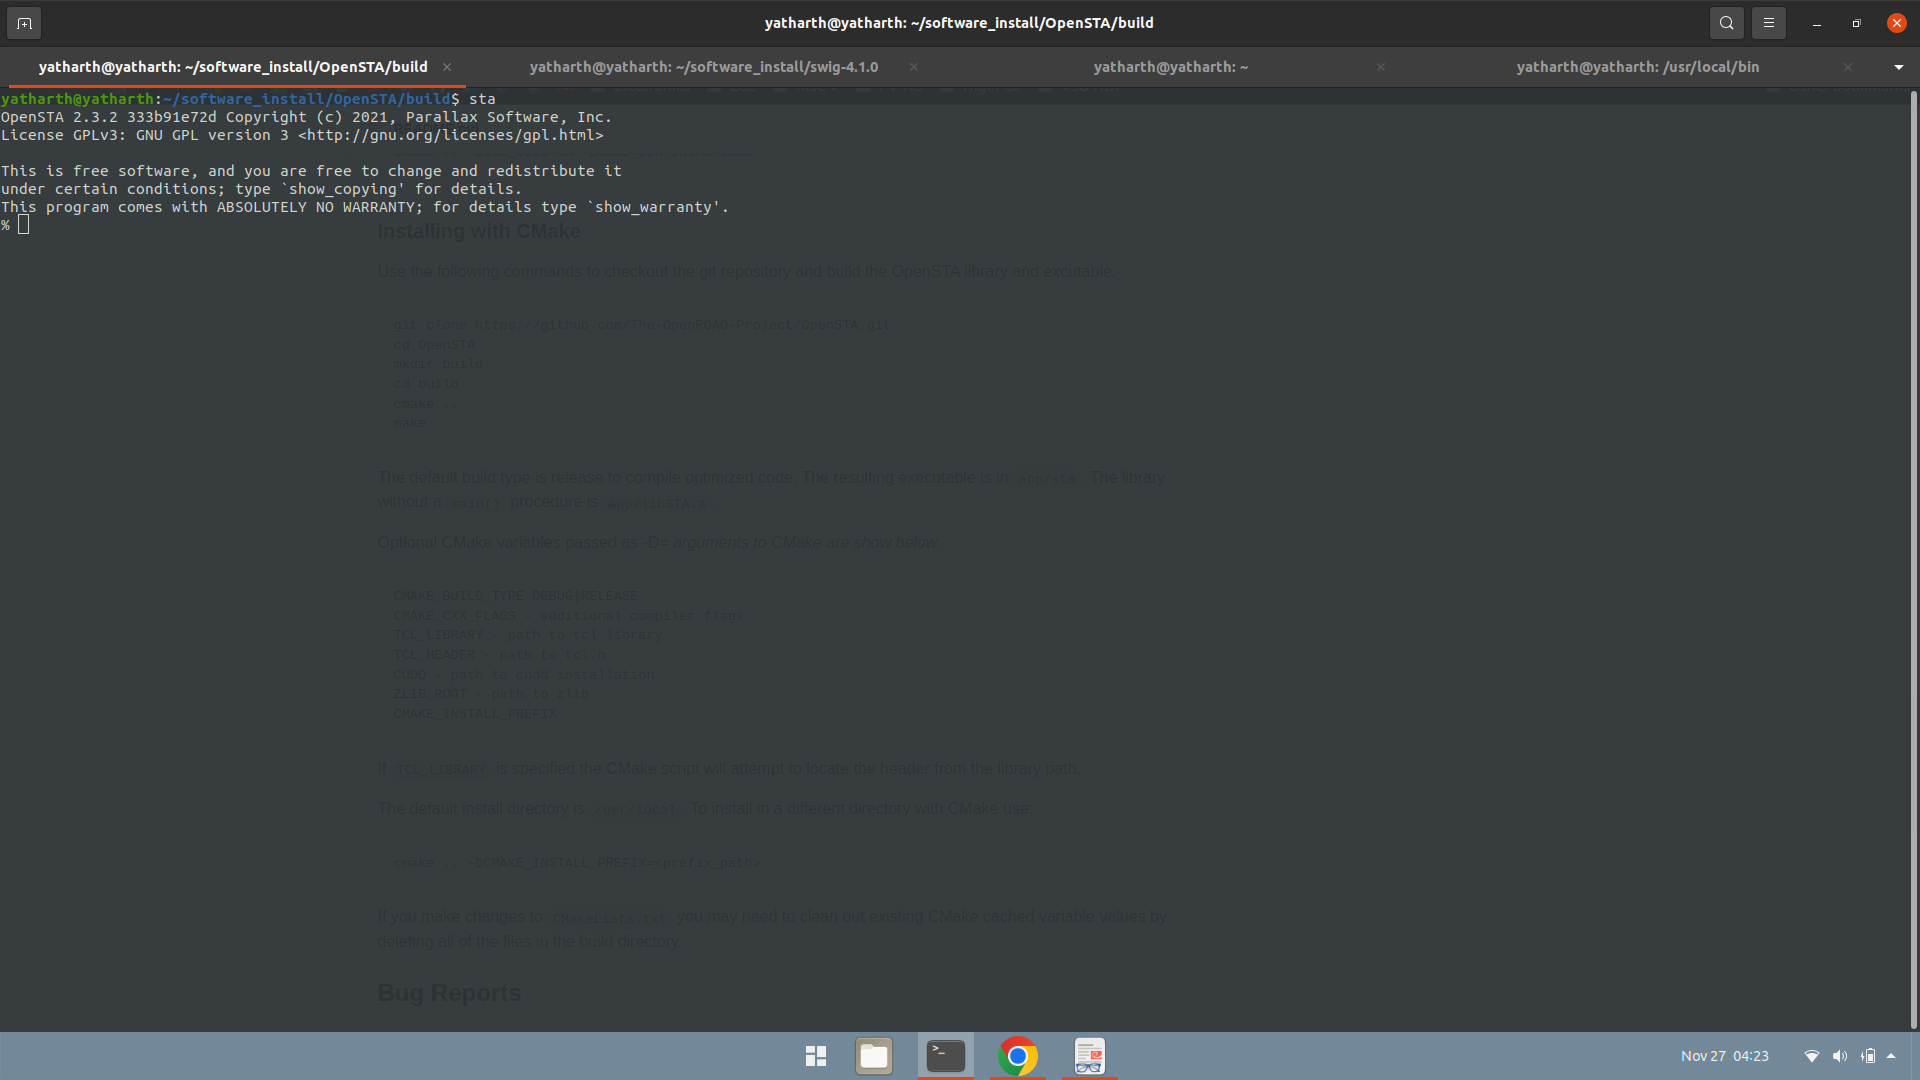 yatharth@yatharth: ~/software_install/OpenSTA/build
yatharth@yatharth: ~/software_install/OpenSTA/build
yatharth@yatharth: ~/software_install/swig-4.1.0
yatharth@yatharth: ~
yatharth@yatharth: /usr/local/bin
yatharth@yatharth:~/software_install/OpenSTA/build$ sta
OpenSTA 2.3.2 333b91e72d Copyright (c) 2021, Parallax Software, Inc.
License GPLv3: GNU GPL version 3 <http://gnu.org/licenses/gpl.html>
This is free software, and you are free to change and redistribute it
under certain conditions; type `show_copying' for details.
This program comes with ABSOLUTELY NO WARRANTY; for details type `show_warranty'.
%
Installing with CMake
Use the following commands to checkout the git repository and build the OpenSTA library and excutable.
git clone https://github.com/The-OpenROAD-Project/OpenSTA.git
cd OpenSTA
mkdir build
cd build
cmake ..
make
The default build type is release to compile optimized code. The resulting executable is in app/sta . The library
without a main() procedure is app/libSTA.a .
Optional CMake variables passed as -D= arguments to CMake are show below.
CMAKE_BUILD_TYPE DEBUG|RELEASE
CMAKE_CXX_FLAGS - additional compiler flags
TCL_LIBRARY - path to tcl library
TCL_HEADER - path to tcl.h
CUDD - path to cudd installation
ZLIB_ROOT - path to zlib
CMAKE_INSTALL_PREFIX
If TCL_LIBRARY is specified the CMake script will attempt to locate the header from the library path.
The default install directory is /usr/local . To install in a different directory with CMake use:
cmake .. -DCMAKE_INSTALL_PREFIX=<prefix_path>
If you make changes to CMakeLists.txt you may need to clean out existing CMake cached variable values by
deleting all of the files in the build directory.
Bug Reports
Nov 27 04:23